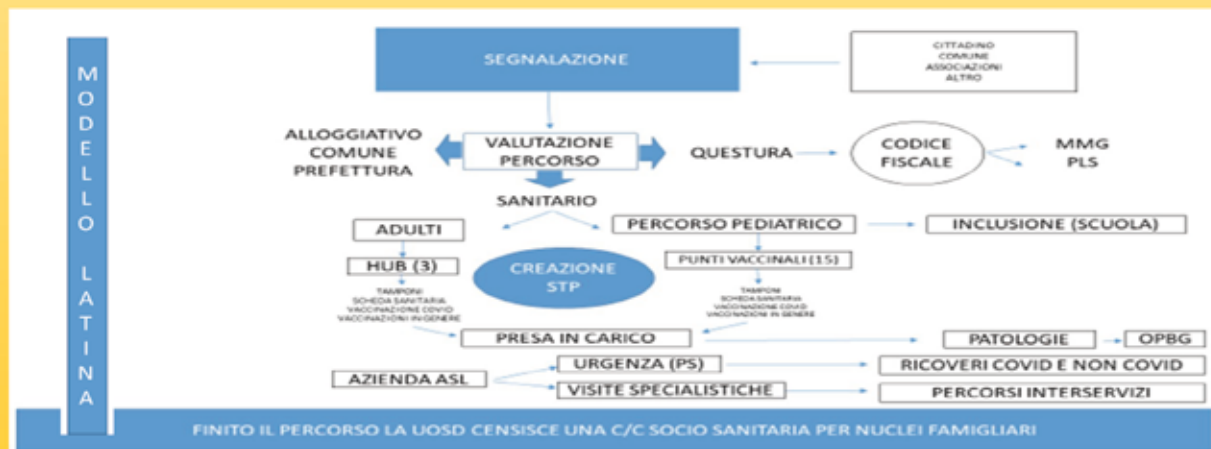 MODELLO LATINA
SEGNALAZIONE
CITTADINO
COMUNE
ASSOCIAZIONI
ALTRO
ALLOGGIATIVO
COMUNE
PREFETTURA
VALUTAZIONE
PERCORSO
QUESTURA
CODICE
FISCALE
MMG
PLS
SANITARIO
ADULTI
PERCORSO PEDIATRICO
INCLUSIONE (SCUOLA)
HUB (3)
CREAZIONE
STP
PUNTI VACCINALI (15)
TAMPONI
SCHEDA SANITARIA
VACCINAZIONE COVID
VACCINAZIONI IN GENERE
TAMPONI
SCHEDA SANITARIA
VACCINAZIONE COVID
VACCINAZIONI IN GENERE
PRESA IN CARICO
PATOLOGIE
OPBG
AZIENDA ASL
URGENZA (PS)
RICOVERI COVID E NON COVID
VISITE SPECIALISTICHE
PERCORSI INTERSERVIZI
FINITO IL PERCORSO LA UOSD CENSISCE UNA C/C SOCIO SANITARIA PER NUCLEI FAMIGLIARI